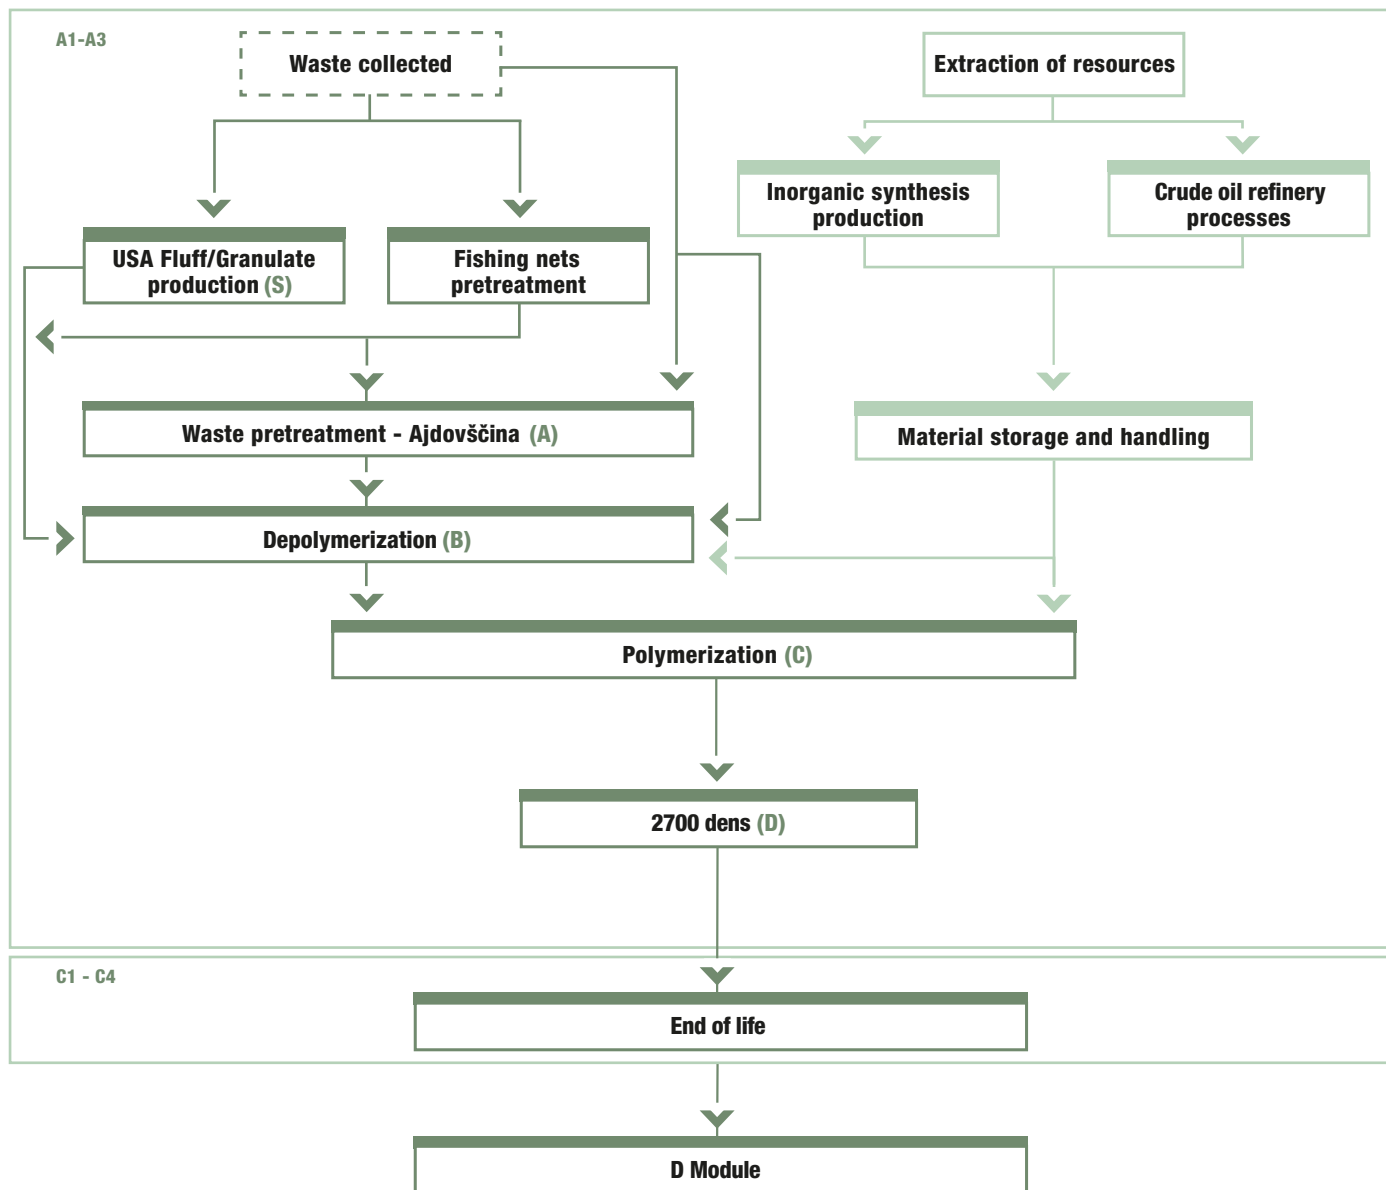 A1-A3
Waste collected
Extraction of resources
Inorganic synthesis
production
Crude oil refinery
processes
USA Fluff/Granulate
production (S)
Fishing nets
pretreatment
Waste pretreatment - Ajdovščina (A)
Material storage and handling
Depolymerization (B)
Polymerization (C)
2700 dens (D)
C1 - C4
End of life
D Module